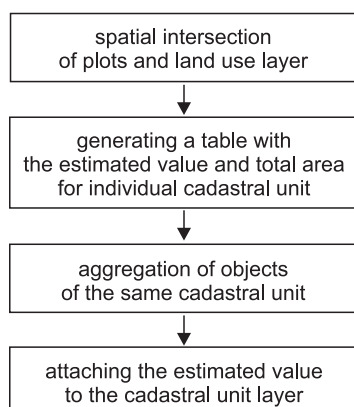 spatial intersection
of plots and land use layer
generating a table with
the estimated value and total area
for individual cadastral unit
aggregation of objects
of the same cadastral unit
attaching the estimated value
to the cadastral unit layer